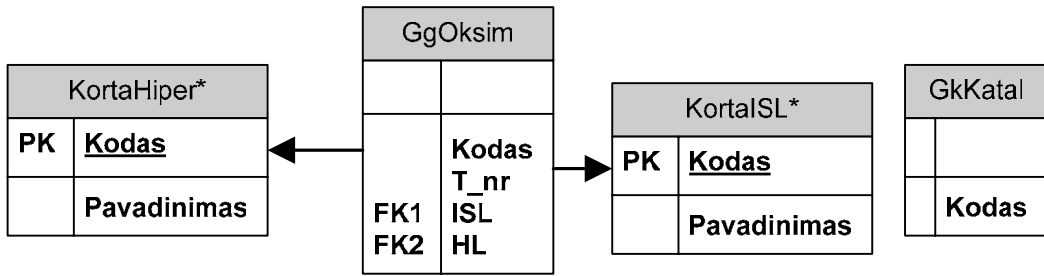 KortaHiper*
PK Kodas
Pavadinimas
GgOksim
Kodas
T_nr
FK1 ISL
FK2 HL
KortaISL*
PK Kodas
Pavadinimas
GkKatal
Kodas